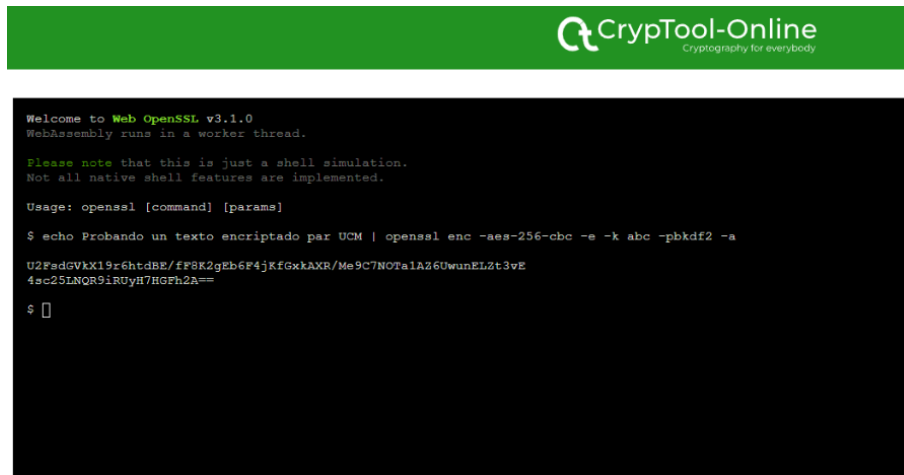 CrypTool-Online
Cryptography for everybody
Welcome to Web OpenSSL v3.1.0
WebAssembly runs in a worker thread.
Please note that this is just a shell simulation.
Not all native shell features are implemented.
Usage: openssl [command] [params]
$ echo Probando un texto encriptado par UCM | openssl enc -aes-256-cbc -e -k abc -pbkdf2 -a
U2FsdGVkX19r6htdBE/fF8K2gEb6F4jKfGxkAXR/Me9C7NOTa1AZ6UwunELZt3vE
4sc25LNQR9iRUyH7HGFh2A==
$